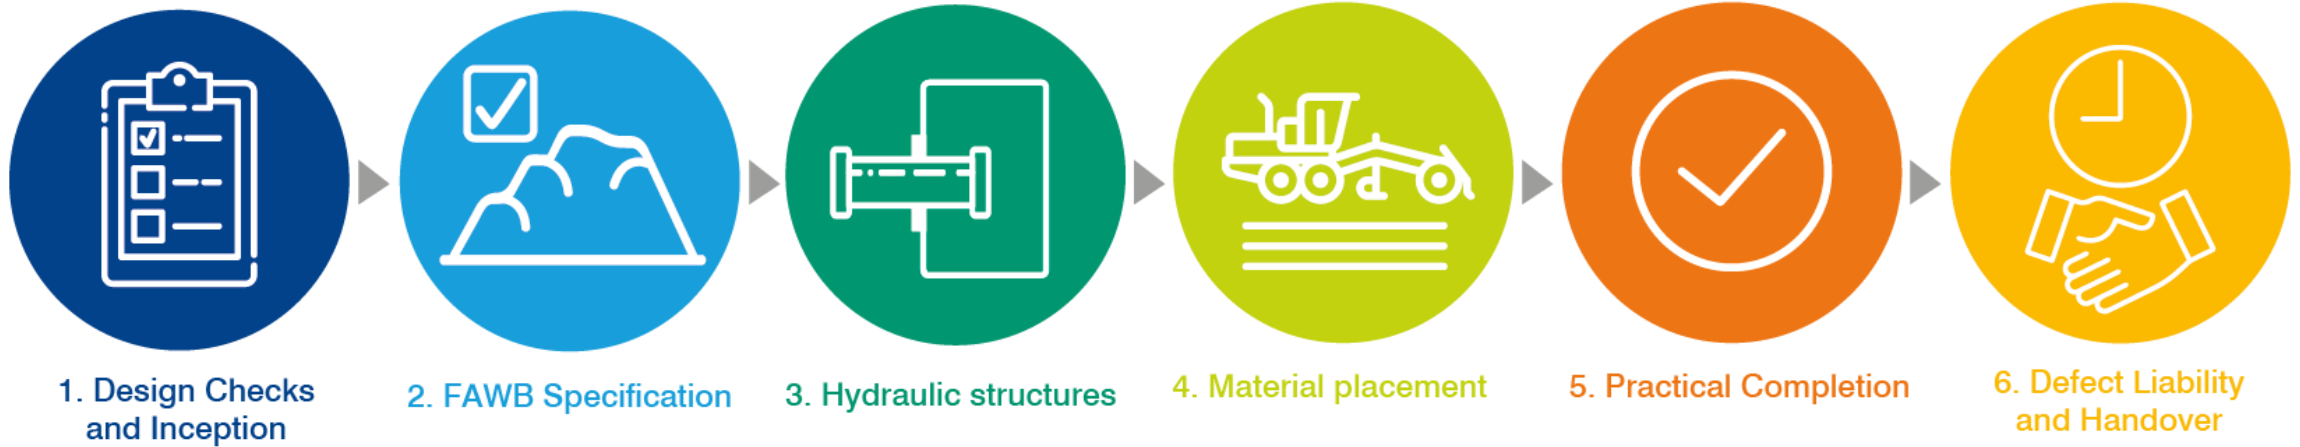 1. Design Checks
and Inception
2. FAWB Specification
3. Hydraulic structures
4. Material placement
5. Practical Completion
6. Defect Liability
and Handover